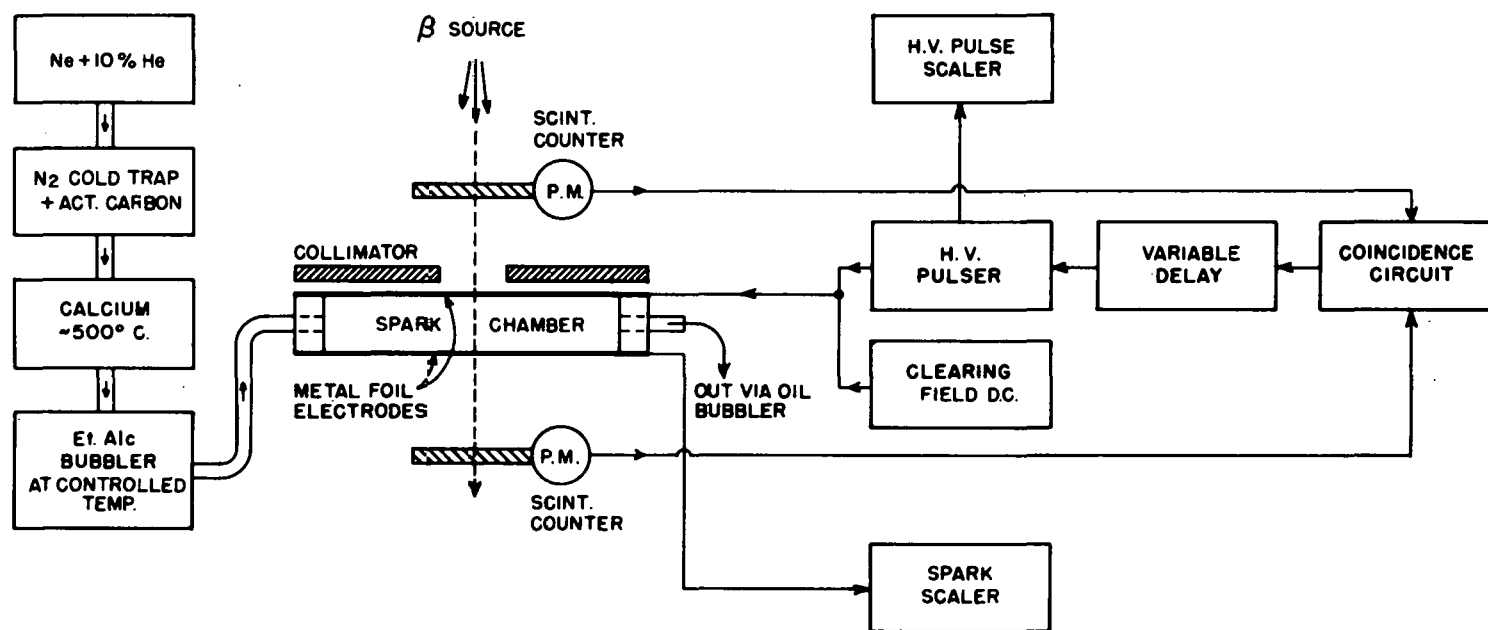 Ne + 10% He
N2 COLD TRAP
+ ACT. CARBON
CALCIUM
~500° C.
Et. Alc
BUBBLER
AT CONTROLLED
TEMP.
β SOURCE
SCINT.
COUNTER
P.M.
COLLIMATOR
SPARK CHAMBER
METAL FOIL
ELECTRODES
OUT VIA OIL
BUBBLER
P.M.
SCINT.
COUNTER
H.V. PULSE
SCALER
H. V.
PULSER
VARIABLE
DELAY
COINCIDENCE
CIRCUIT
CLEARING
FIELD D.C.
SPARK
SCALER